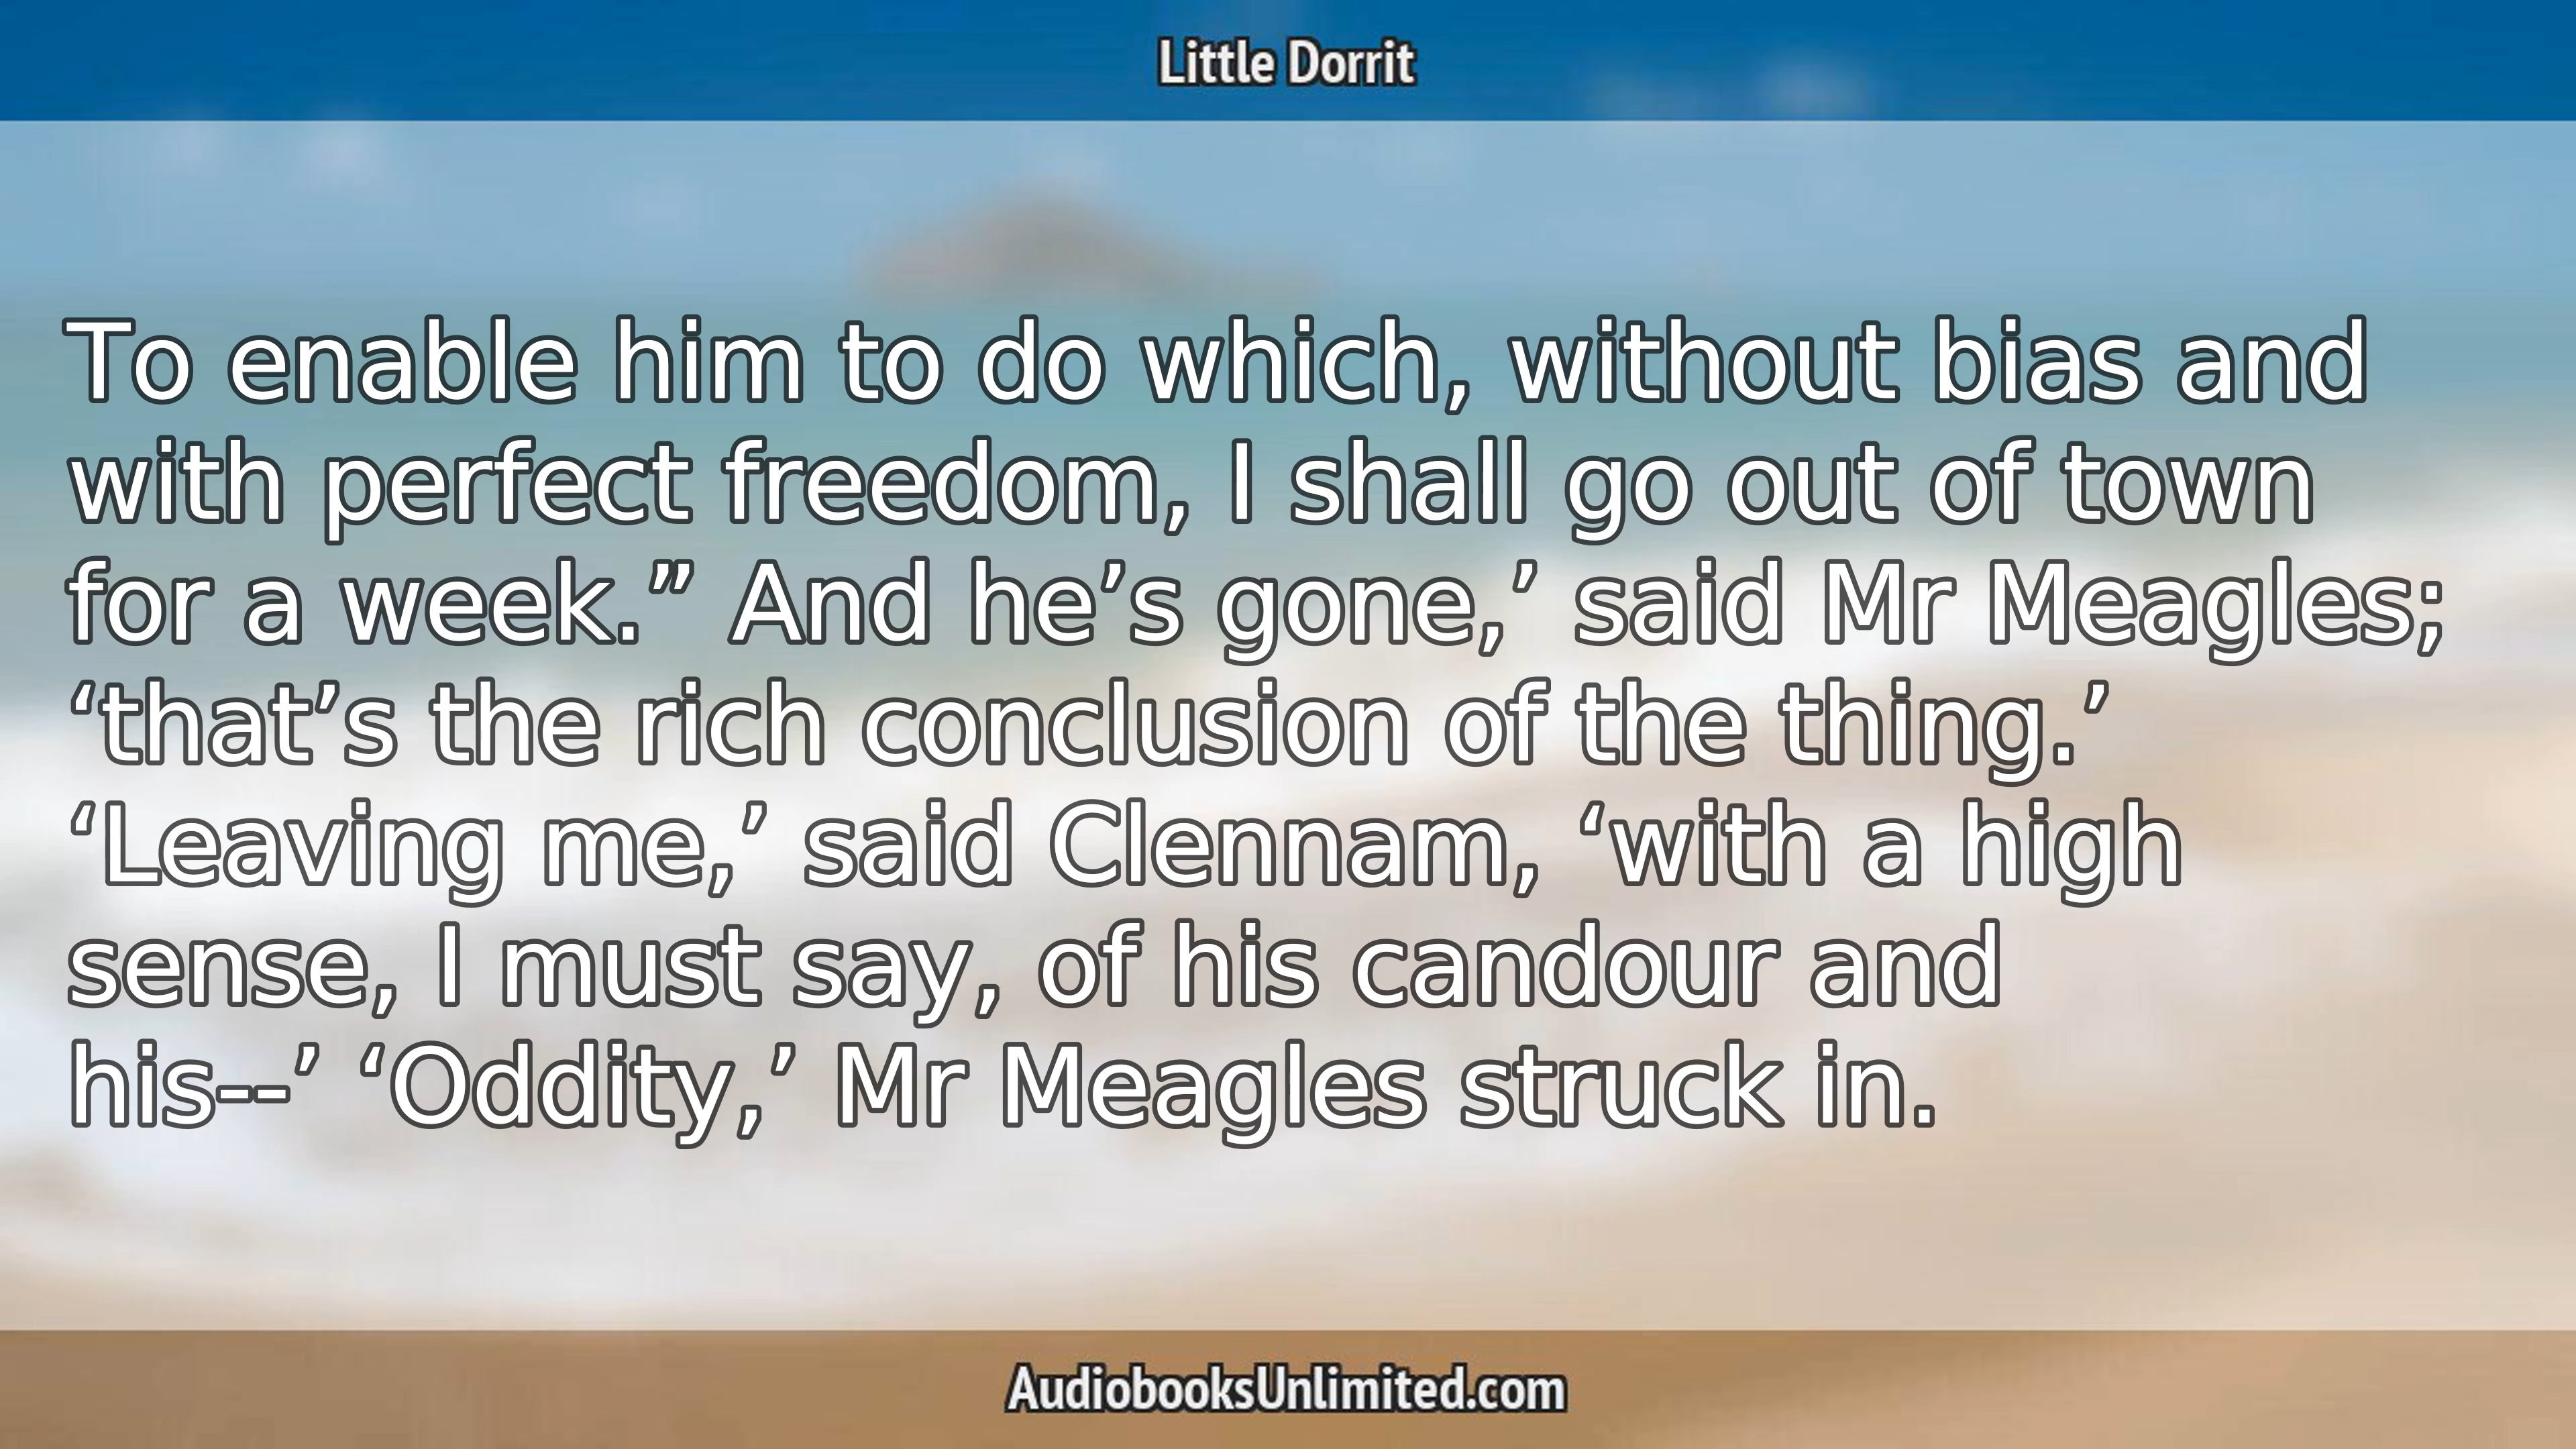 Little Dorrit
To enable him to do which, without bias and
with perfect freedom, I shall go out of town
for a week.” And he’s gone,’ said Mr Meagles;
‘that’s the rich conclusion of the thing.’
‘Leaving me,’ said Clennam, ‘with a high
sense, I must say, of his candour and
his--’ ‘Oddity,’ Mr Meagles struck in.
AudiobooksUnlimited.com